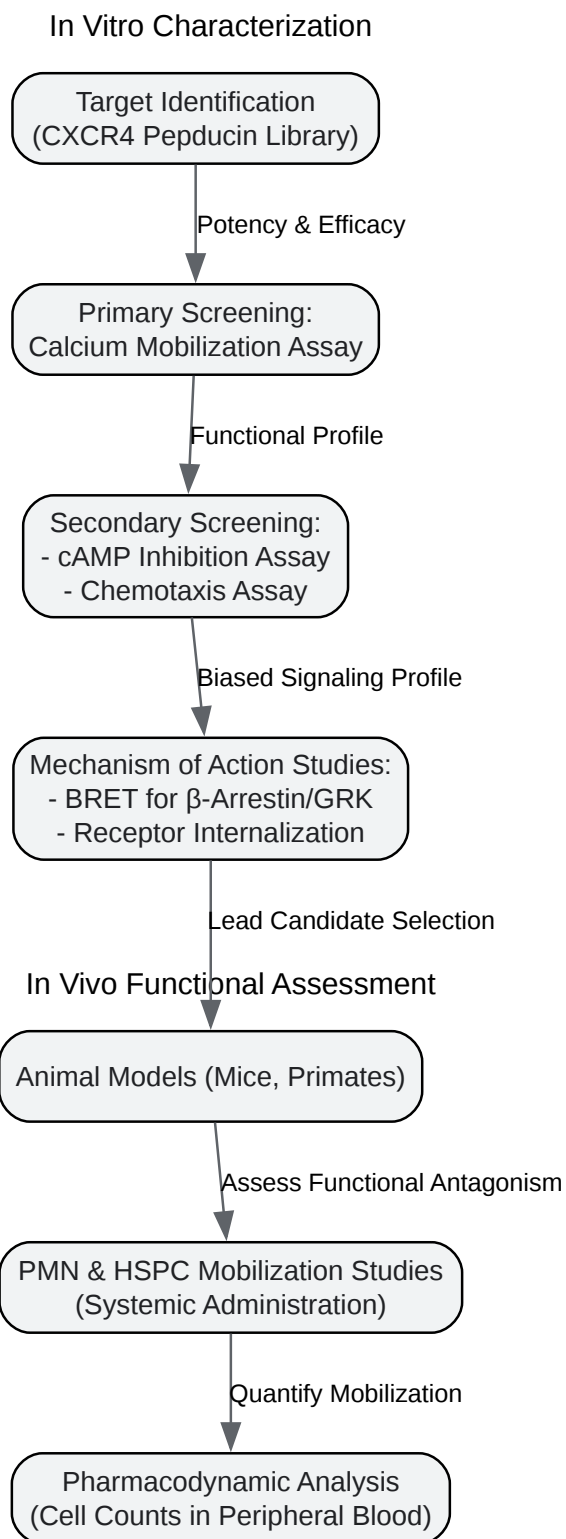 In Vitro Characterization
Target Identification
(CXCR4 Pepducin Library)
Potency & Efficacy
Primary Screening:
Calcium Mobilization Assay
Functional Profile
Secondary Screening:
- cAMP Inhibition Assay
- Chemotaxis Assay
Biased Signaling Profile
Mechanism of Action Studies:
- BRET for β-Arrestin/GRK
- Receptor Internalization
Lead Candidate Selection
In Vivo Functional Assessment
Animal Models (Mice, Primates)
Assess Functional Antagonism
PMN & HSPC Mobilization Studies
(Systemic Administration)
Quantify Mobilization
Pharmacodynamic Analysis
(Cell Counts in Peripheral Blood)